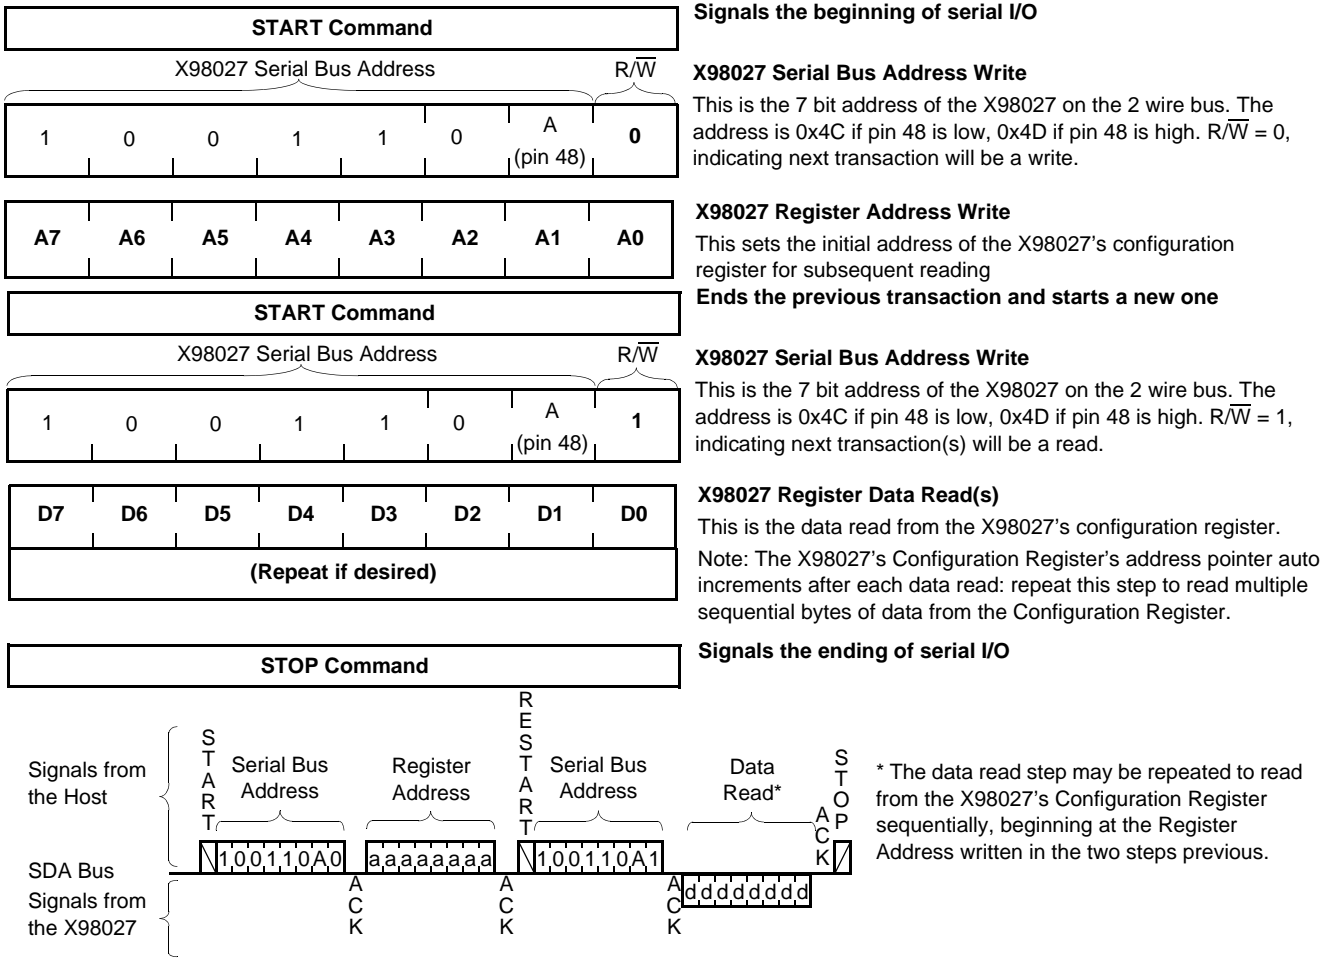 START Command
Signals the beginning of serial I/O
X98027 Serial Bus Address
R/W̅
1 0 0 1 1 0 A (pin 48) 0
X98027 Serial Bus Address Write
This is the 7 bit address of the X98027 on the 2 wire bus. The
address is 0x4C if pin 48 is low, 0x4D if pin 48 is high. R/W̅ = 0,
indicating next transaction will be a write.
A7 A6 A5 A4 A3 A2 A1 A0
X98027 Register Address Write
This sets the initial address of the X98027's configuration
register for subsequent reading
START Command
Ends the previous transaction and starts a new one
X98027 Serial Bus Address
R/W̅
1 0 0 1 1 0 A (pin 48) 1
X98027 Serial Bus Address Write
This is the 7 bit address of the X98027 on the 2 wire bus. The
address is 0x4C if pin 48 is low, 0x4D if pin 48 is high. R/W̅ = 1,
indicating next transaction(s) will be a read.
D7 D6 D5 D4 D3 D2 D1 D0
(Repeat if desired)
X98027 Register Data Read(s)
This is the data read from the X98027's configuration register.
Note: The X98027's Configuration Register's address pointer auto
increments after each data read: repeat this step to read multiple
sequential bytes of data from the Configuration Register.
STOP Command
Signals the ending of serial I/O
Signals from
the Host
START
Serial Bus
Address
Register
Address
RESTART
Serial Bus
Address
Data
Read*
ACK
STOP
* The data read step may be repeated to read
from the X98027's Configuration Register
sequentially, beginning at the Register
Address written in the two steps previous.
SDA Bus
1 0 0 1 1 0 A 0
a a a a a a a a
1 0 0 1 1 0 A 1
d d d d d d d d
Signals from
the X98027
ACK
ACK
ACK